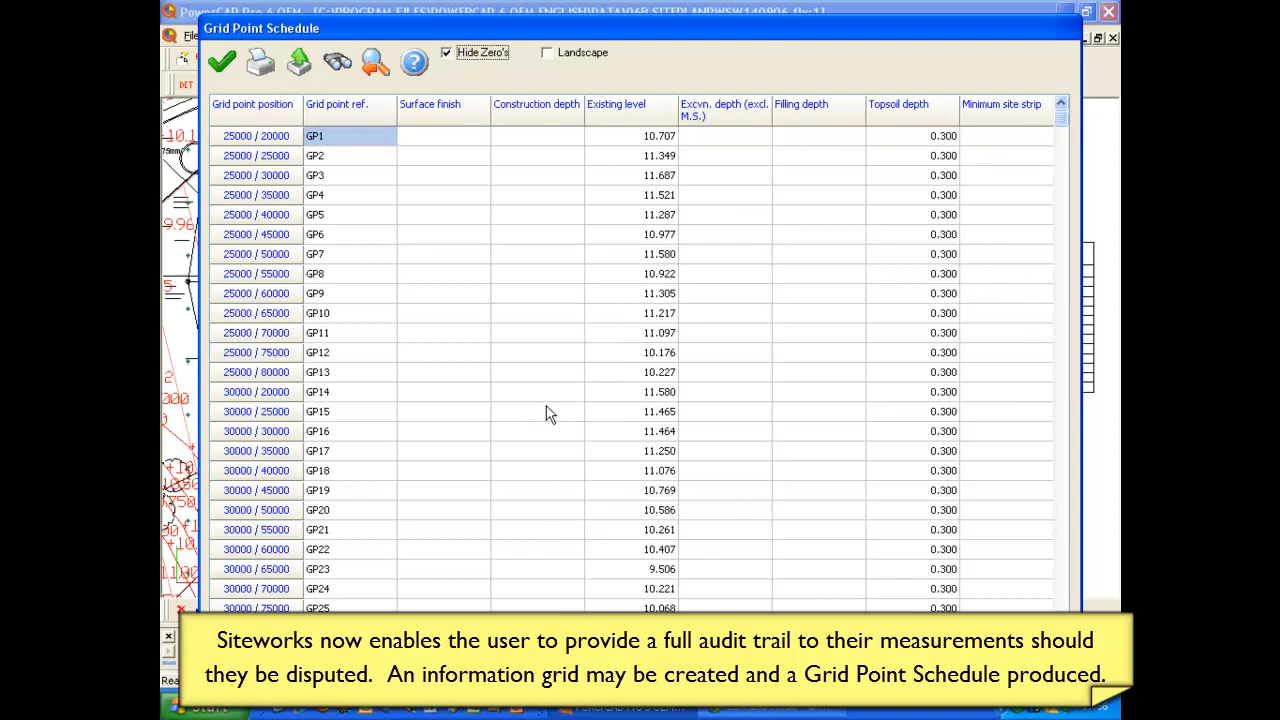 PowerCAD Pro 6 OEM - [C:\PROGRAM FILES\POWERCAD 6 OEM ENGLISH\DATA\06B SITEPLAN
Grid Point Schedule
Hide Zero's Landscape
File
DET
Grid point position Grid point ref. Surface finish Construction depth Existing level Excvn. depth (excl. M.S.) Filling depth Topsoil depth Minimum site strip
25000 / 20000 GP1 10.707 0.300
25000 / 25000 GP2 11.349 0.300
25000 / 30000 GP3 11.687 0.300
25000 / 35000 GP4 11.521 0.300
25000 / 40000 GP5 11.287 0.300
25000 / 45000 GP6 10.977 0.300
25000 / 50000 GP7 11.580 0.300
25000 / 55000 GP8 10.922 0.300
25000 / 60000 GP9 11.305 0.300
25000 / 65000 GP10 11.217 0.300
25000 / 70000 GP11 11.097 0.300
25000 / 75000 GP12 10.176 0.300
25000 / 80000 GP13 10.227 0.300
30000 / 20000 GP14 11.580 0.300
30000 / 25000 GP15 11.465 0.300
30000 / 30000 GP16 11.464 0.300
30000 / 35000 GP17 11.250 0.300
30000 / 40000 GP18 11.076 0.300
30000 / 45000 GP19 10.769 0.300
30000 / 50000 GP20 10.586 0.300
30000 / 55000 GP21 10.261 0.300
30000 / 60000 GP22 10.407 0.300
30000 / 65000 GP23 9.506 0.300
30000 / 70000 GP24 10.221 0.300
30000 / 75000 GP25 10.068 0.300
Siteworks now enables the user to provide a full audit trail to their measurements should
they be disputed. An information grid may be created and a Grid Point Schedule produced.